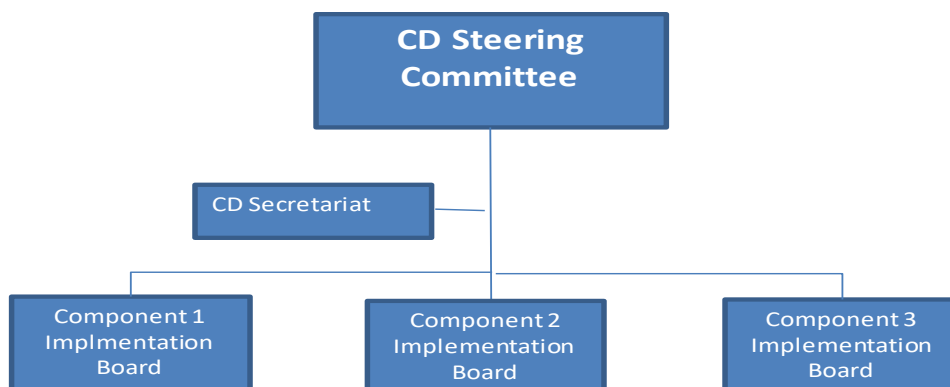 CD Steering
Committee
CD Secretariat
Component 1
Implmentation
Board
Component 2
Implementation
Board
Component 3
Implementation
Board